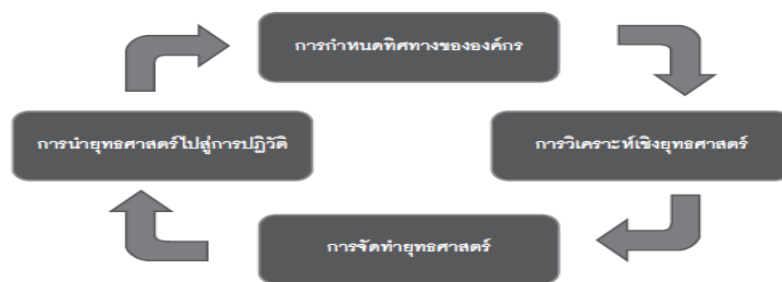 การกำหนดทิศทางขององค์กร
การนำยุทธศาสตร์ไปสู่การปฏิวัติ
การวิเคราะห์เชิงยุทธศาสตร์
การจัดทำยุทธศาสตร์